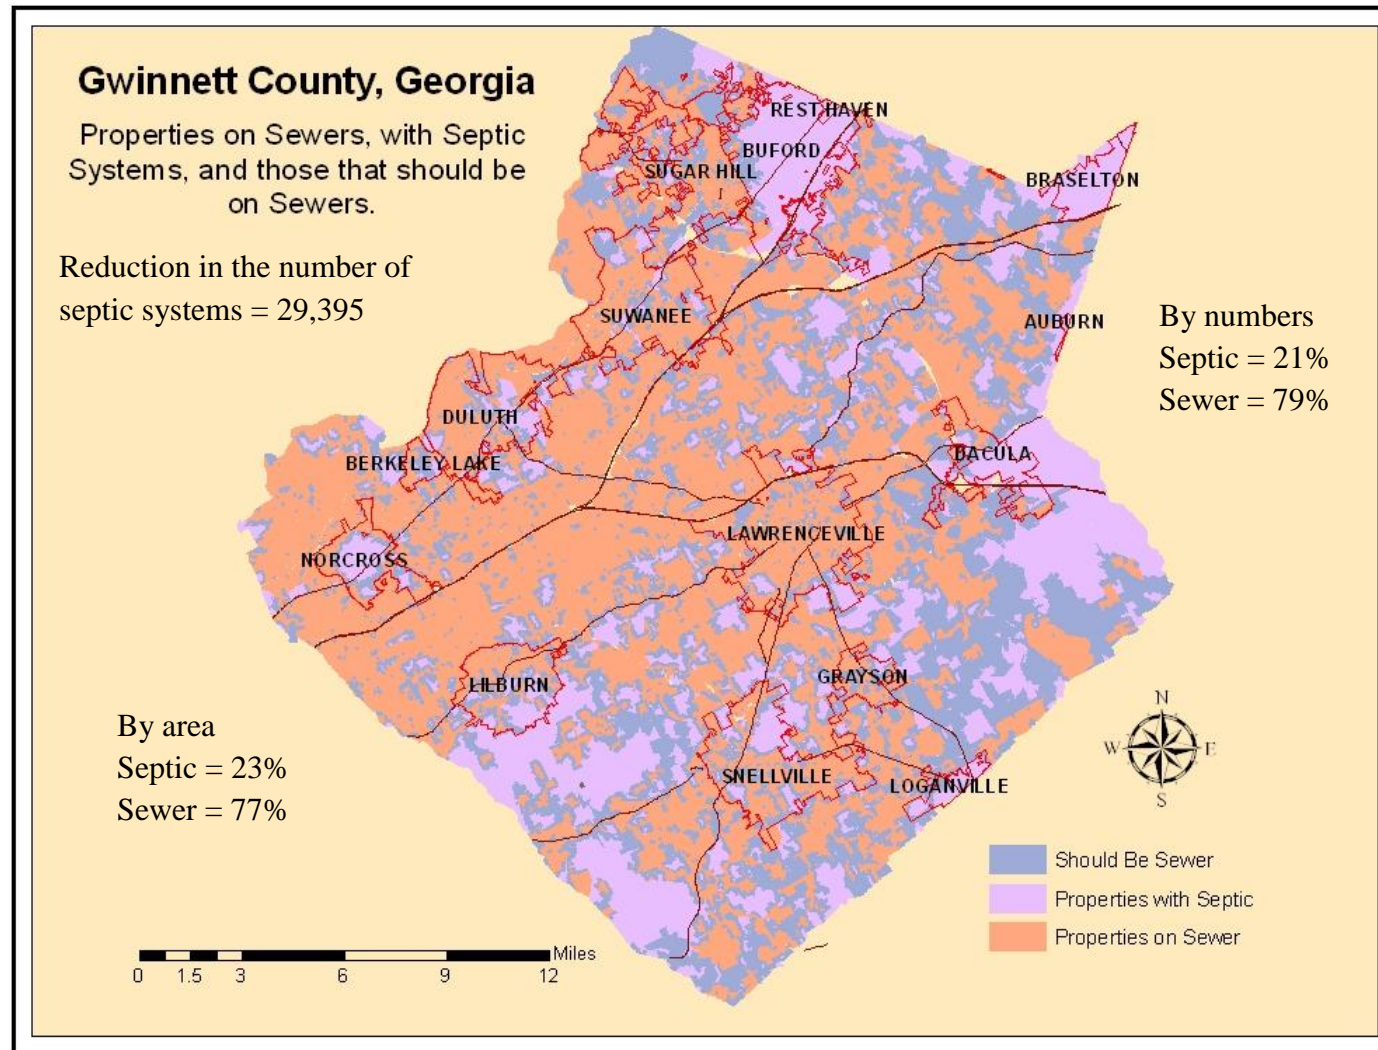 Gwinnett County, Georgia
Properties on Sewers, with Septic
Systems, and those that should be
on Sewers.
Reduction in the number of
septic systems = 29,395
REST HAVEN
BUFORD
SUGAR HILL
BRASELTON
SUWANEE
AUBURN
By numbers
Septic = 21%
Sewer = 79%
DULUTH
BERKELEY LAKE
BACULA
LAWRENCEVILLE
NORCROSS
LILBURN
GRAYSON
SNELLVILLE
LOGANVILLE
By area
Septic = 23%
Sewer = 77%
N
W E
S
Should Be Sewer
Properties with Septic
Properties on Sewer
Miles
0 1.5 3 6 9 12